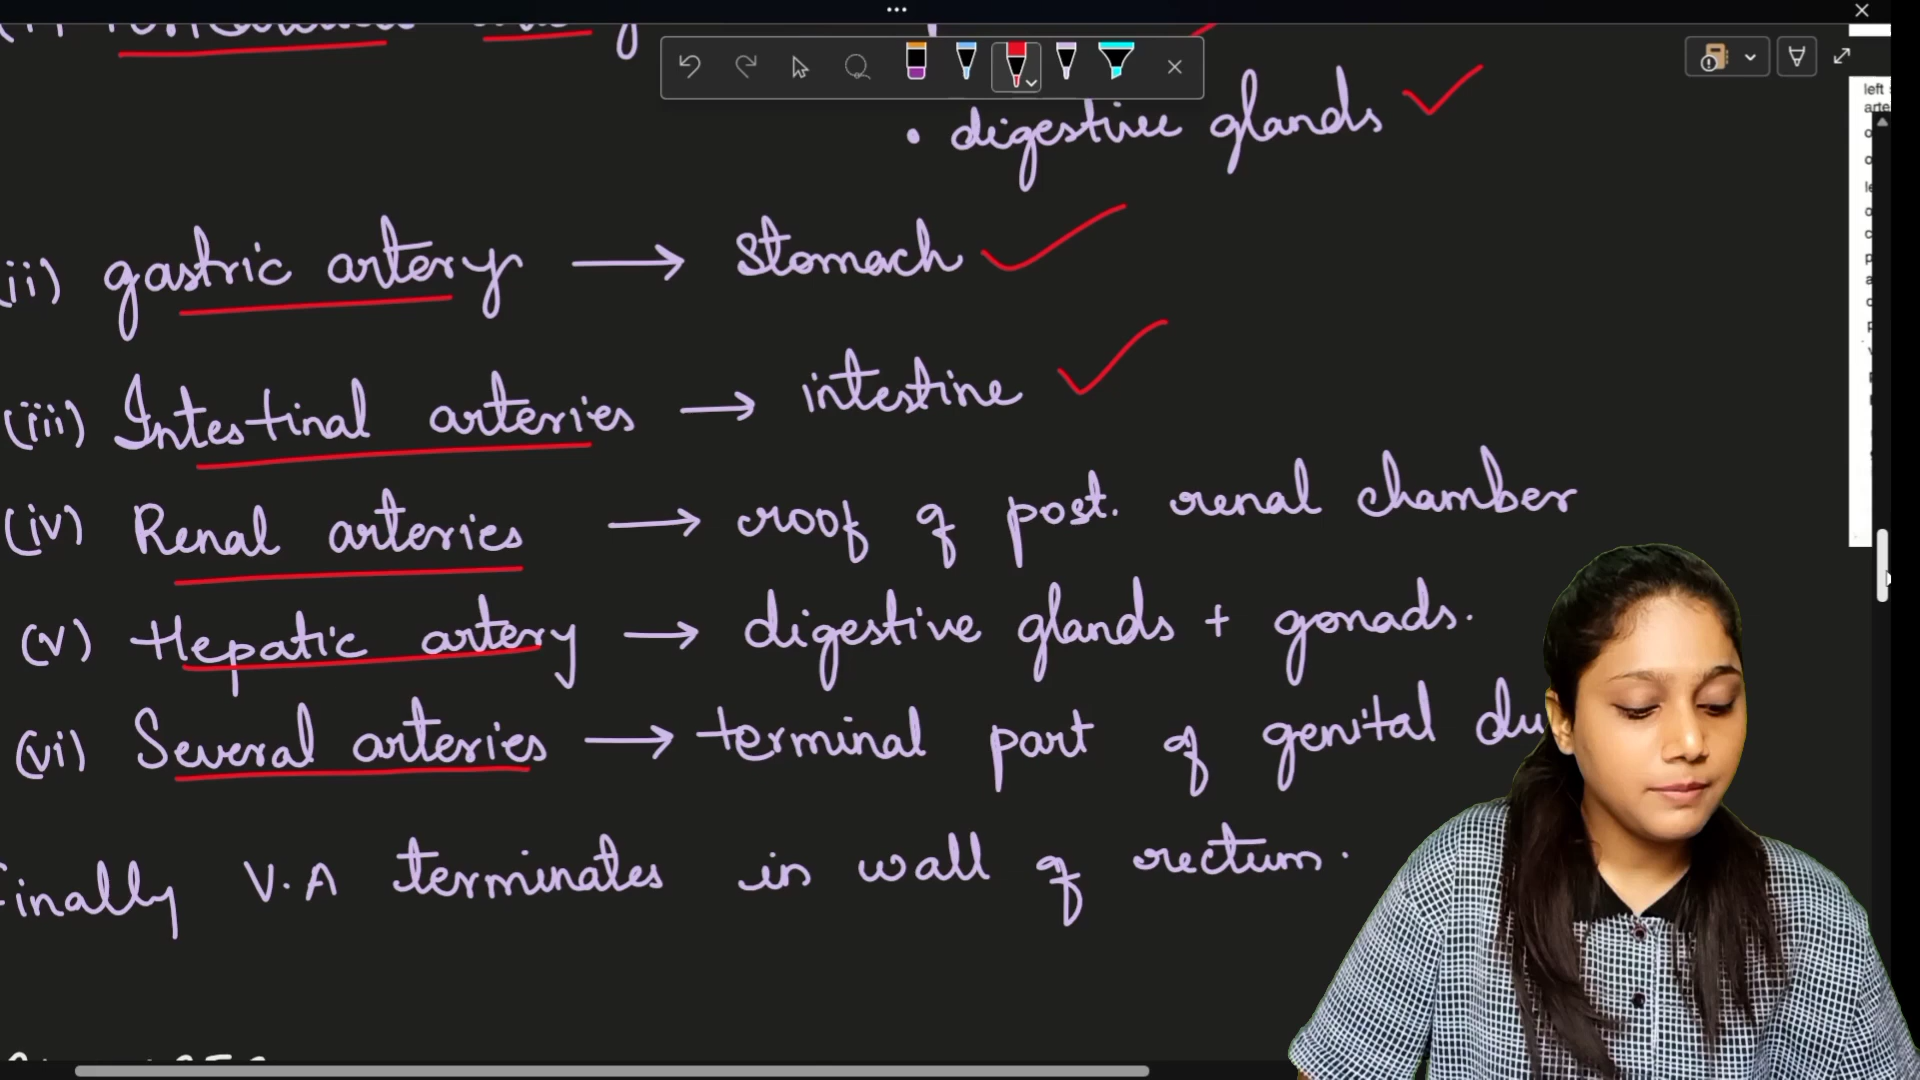 • digestive glands
(ii) gastric artery → Stomach
(iii) Intestinal arteries → intestine
(iv) Renal arteries → roof of post. renal chamber
(v) Hepatic artery → digestive glands + gonads.
(vi) Several arteries → terminal part of genital du
Finally V.A terminates in wall of rectum.